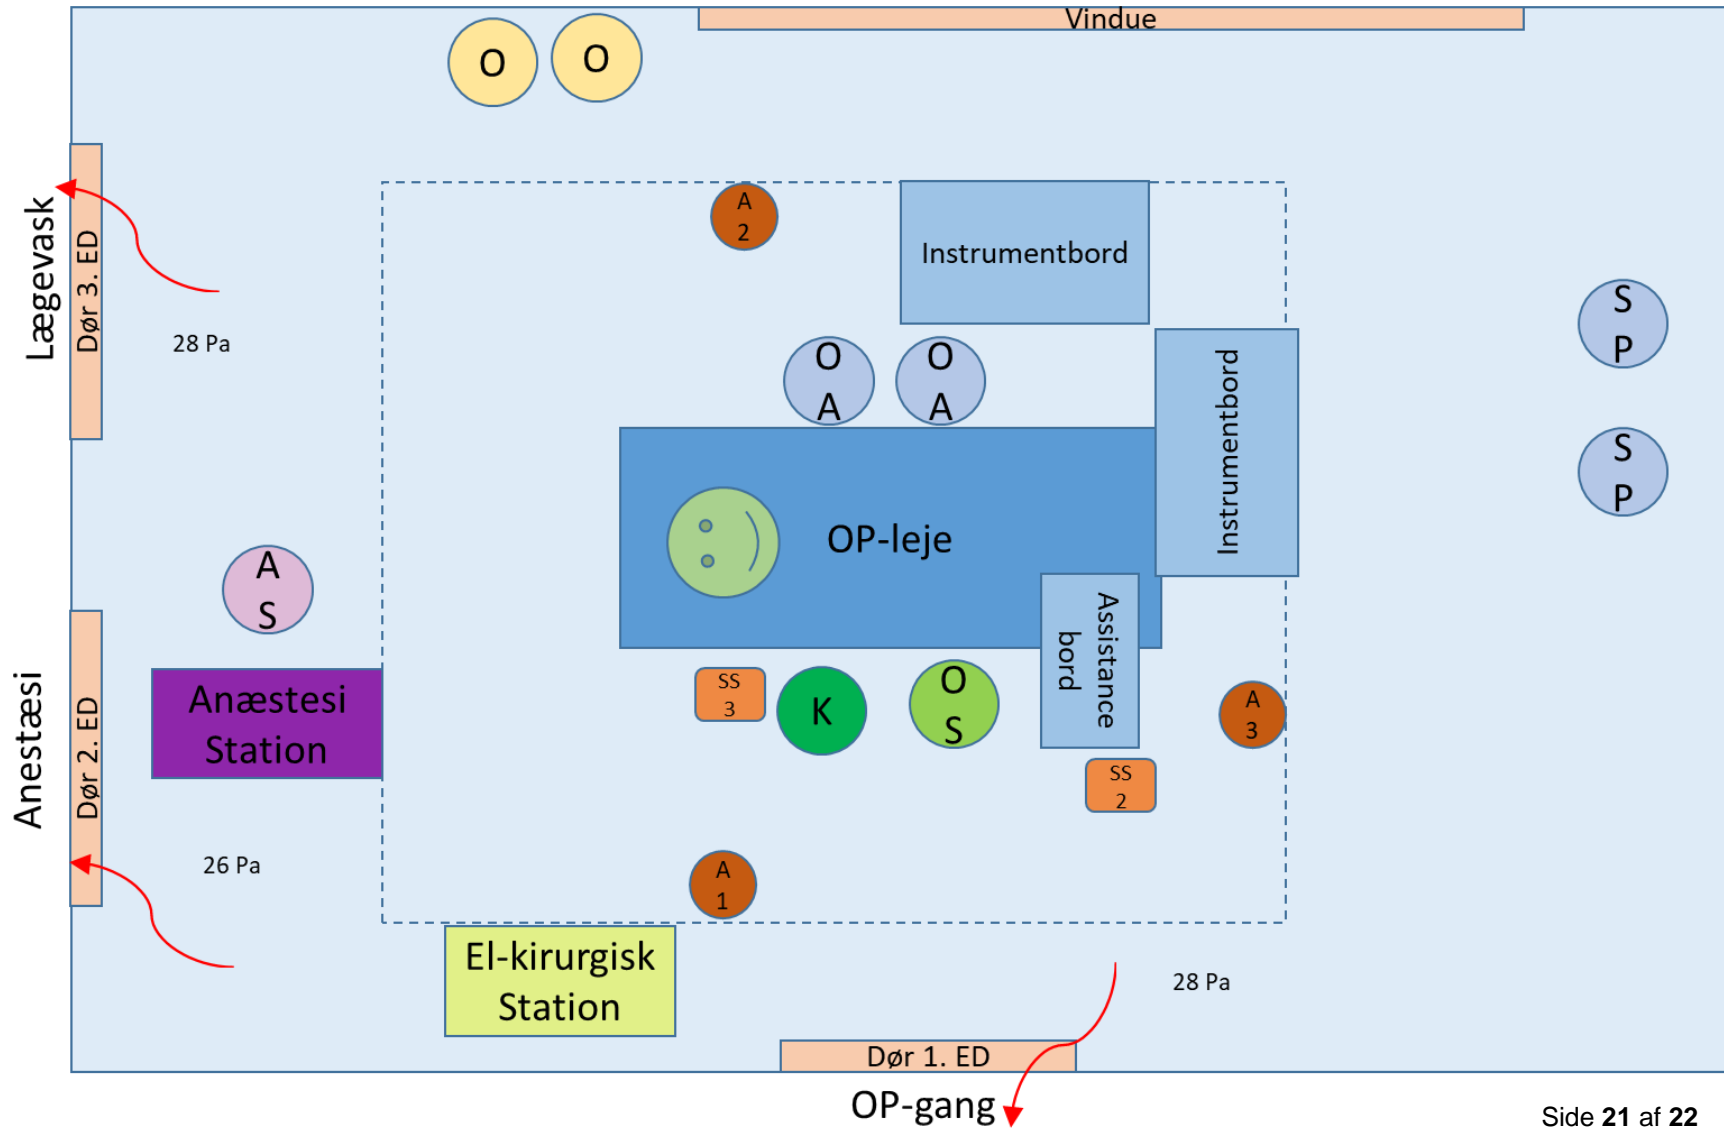 Vindue
O
O
Lægevask
Dør 3. ED
28 Pa
A
2
Instrumentbord
O
A
O
A
Instrumentbord
S
P
S
P
OP-leje
A
S
Anæstesi
Station
Anestæsi
Dør 2. ED
26 Pa
SS
3
K
O
S
Assistance
bord
SS
2
A
3
A
1
El-kirurgisk
Station
28 Pa
Dør 1. ED
OP-gang
Side 21 af 22